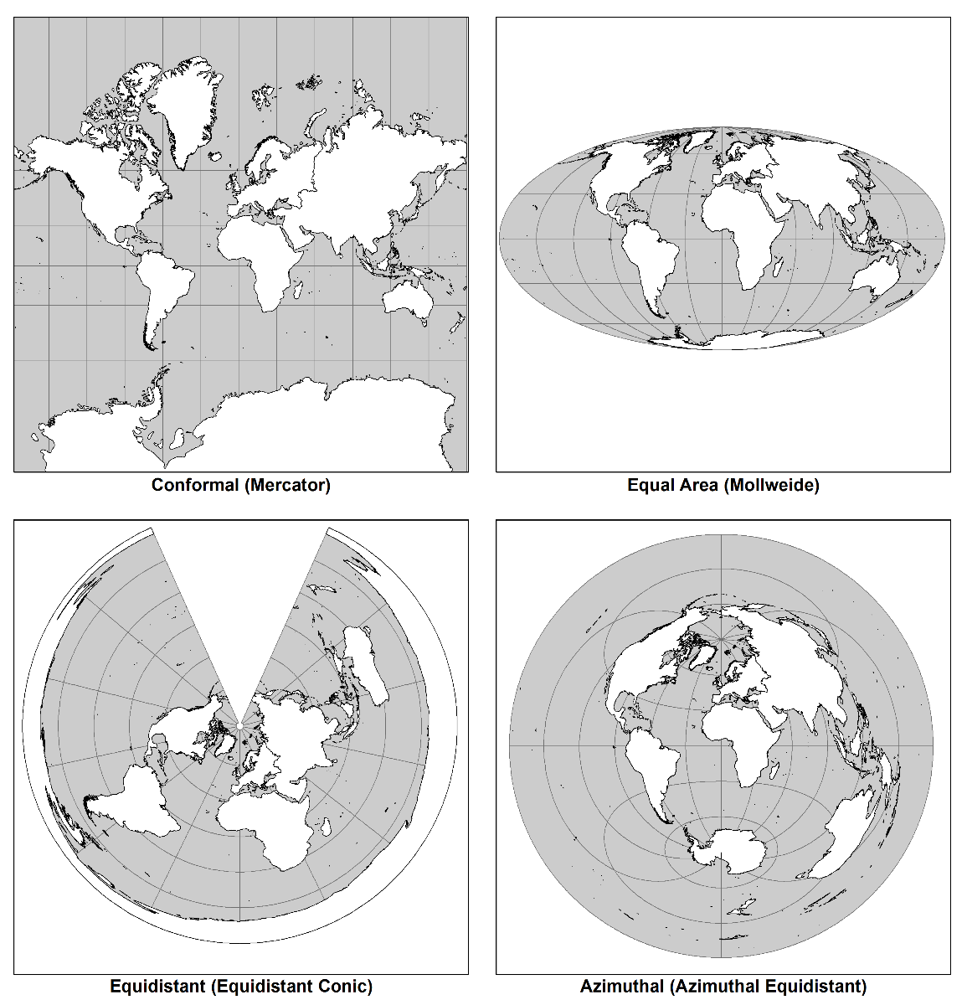 Conformal (Mercator)
Equal Area (Mollweide)
Equidistant (Equidistant Conic)
Azimuthal (Azimuthal Equidistant)